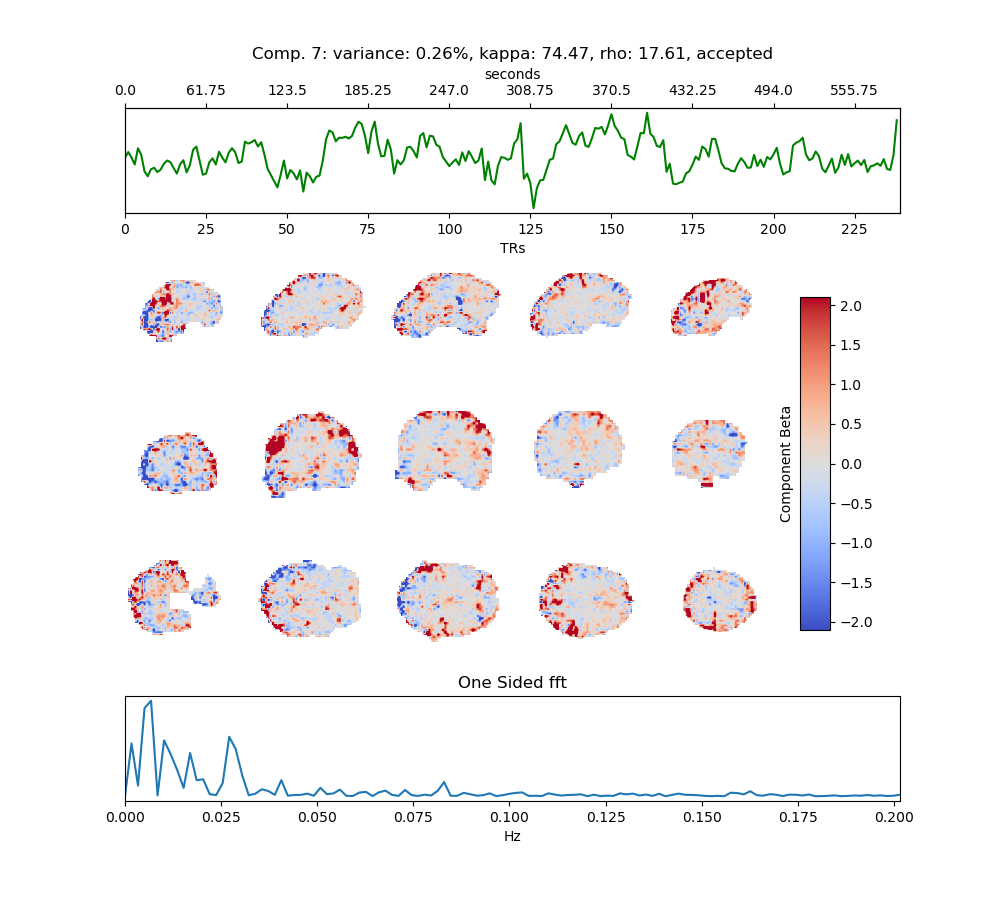 Comp. 7: variance: 0.26%, kappa: 74.47, rho: 17.61, accepted
seconds
0.0 61.75 123.5 185.25 247.0 308.75 370.5 432.25 494.0 555.75
0 25 50 75 100 125 150 175 200 225
TRs
2.0
1.5
1.0
0.5
0.0
−0.5
−1.0
−1.5
−2.0
Component Beta
One Sided fft
0.000 0.025 0.050 0.075 0.100 0.125 0.150 0.175 0.200
Hz